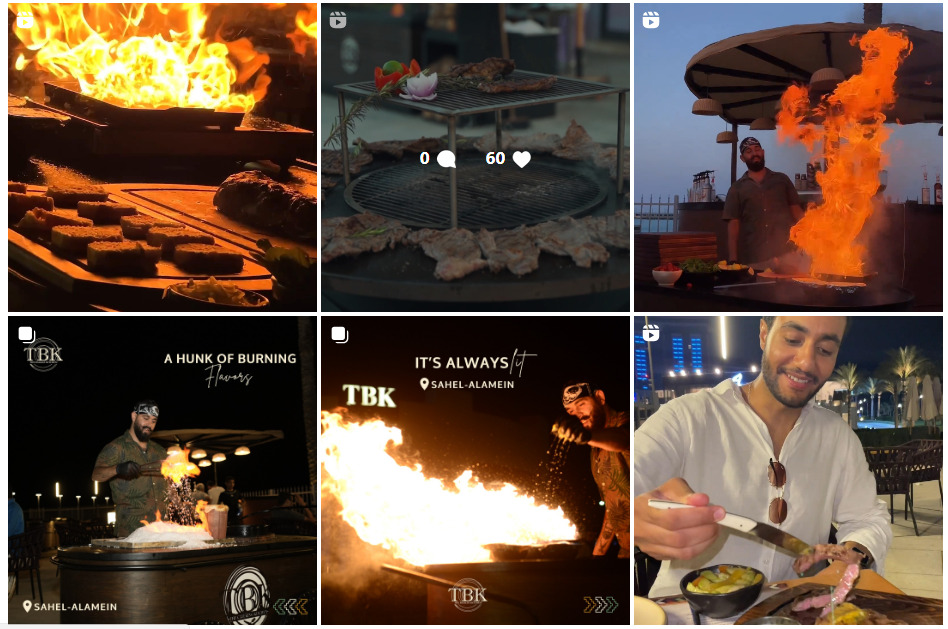 0 60
TBK
A HUNK OF BURNING
Flavors
SAHEL-ALAMEIN
IT'S ALWAYS lit
SAHEL-ALAMEIN
TBK
TBK